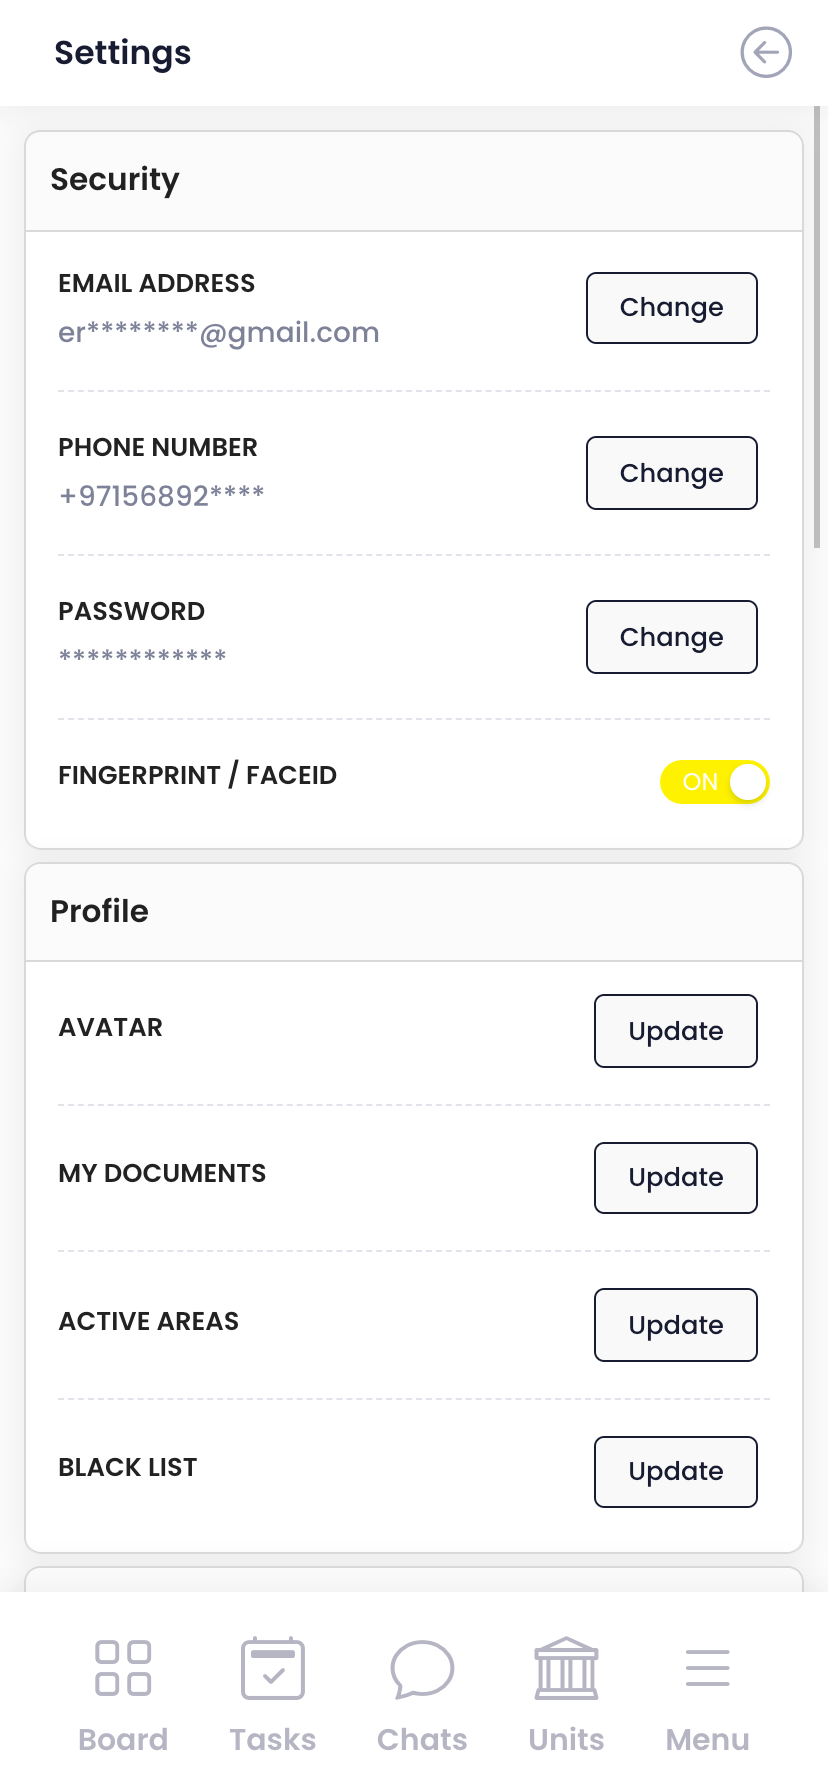 Settings
Security
EMAIL ADDRESS
er********@gmail.com
Change
PHONE NUMBER
+97156892****
Change
PASSWORD
************
Change
FINGERPRINT / FACEID
ON
Profile
AVATAR
Update
MY DOCUMENTS
Update
ACTIVE AREAS
Update
BLACK LIST
Update
Board
Tasks
Chats
Units
Menu